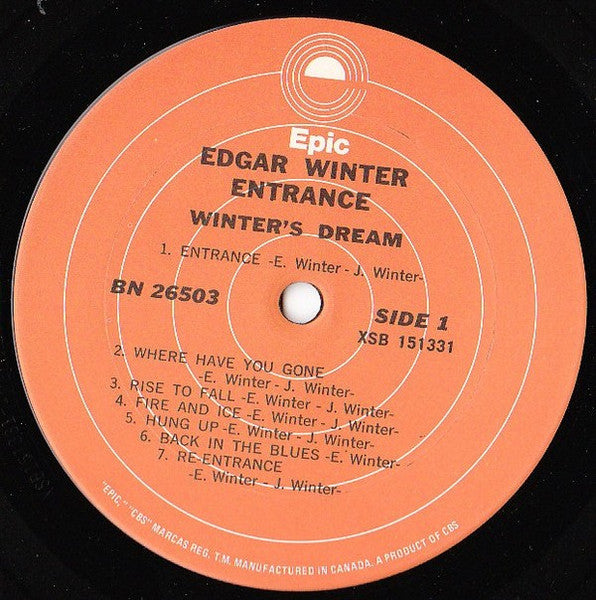 Epic
EDGAR WINTER
ENTRANCE
WINTER'S DREAM
1. ENTRANCE -E. Winter - J. Winter-
BN 26503
SIDE 1
XSB 151331
2. WHERE HAVE YOU GONE
-E. Winter - J. Winter-
3. RISE TO FALL -E. Winter - J. Winter-
4. FIRE AND ICE -E. Winter - J. Winter-
5. HUNG UP -E. Winter - J. Winter-
6. BACK IN THE BLUES -E. Winter-
7. RE-ENTRANCE
-E. Winter - J. Winter-
"EPIC," "CBS" MARCAS REG. T.M. MANUFACTURED IN CANADA. A PRODUCT OF CBS